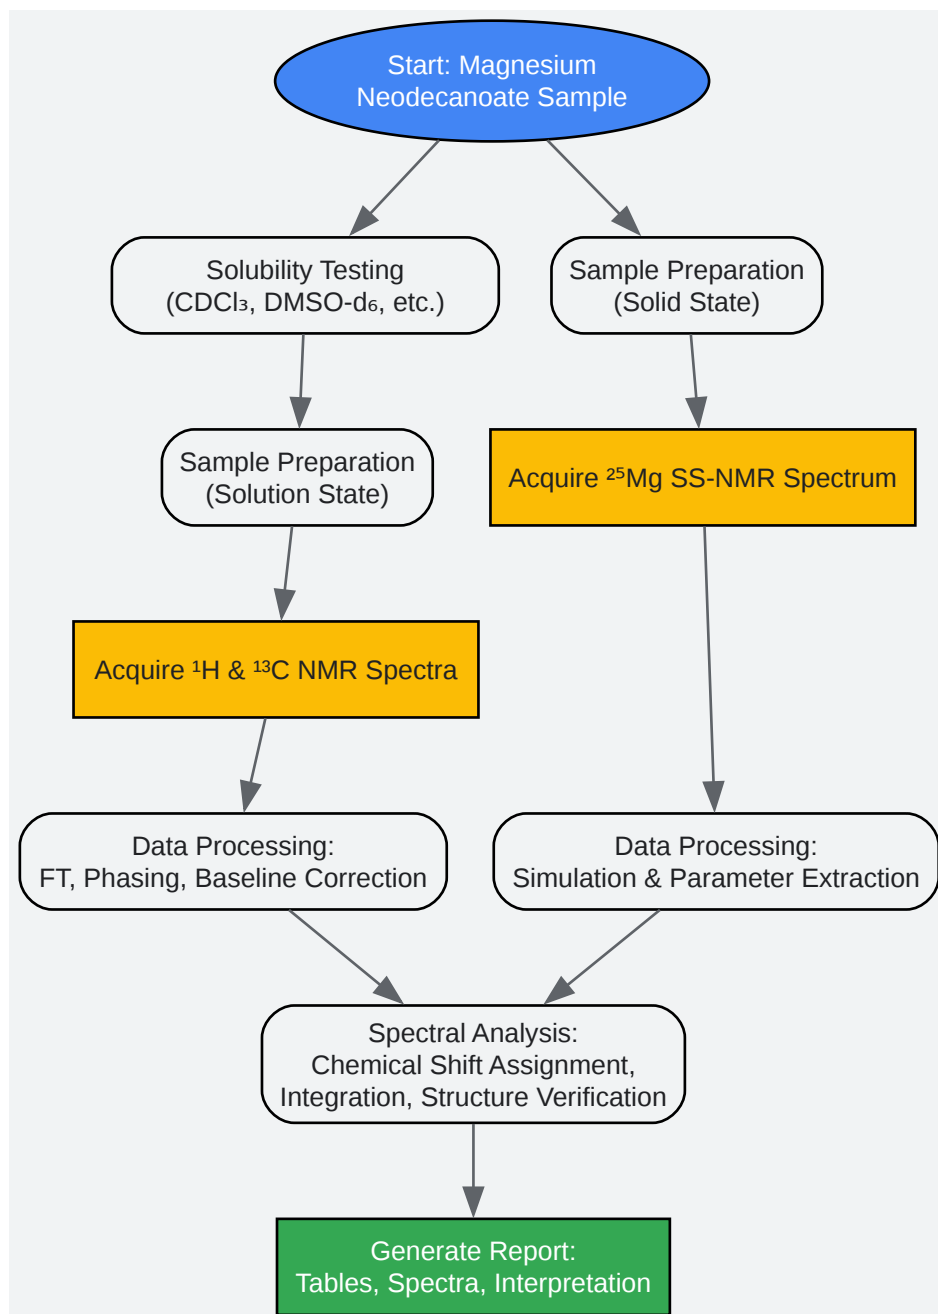 Start: Magnesium
Neodecanoate Sample
Solubility Testing
(CDCl₃, DMSO-d₆, etc.)
Sample Preparation
(Solid State)
Sample Preparation
(Solution State)
Acquire ²⁵Mg SS-NMR Spectrum
Acquire ¹H & ¹³C NMR Spectra
Data Processing:
FT, Phasing, Baseline Correction
Data Processing:
Simulation & Parameter Extraction
Spectral Analysis:
Chemical Shift Assignment,
Integration, Structure Verification
Generate Report:
Tables, Spectra, Interpretation